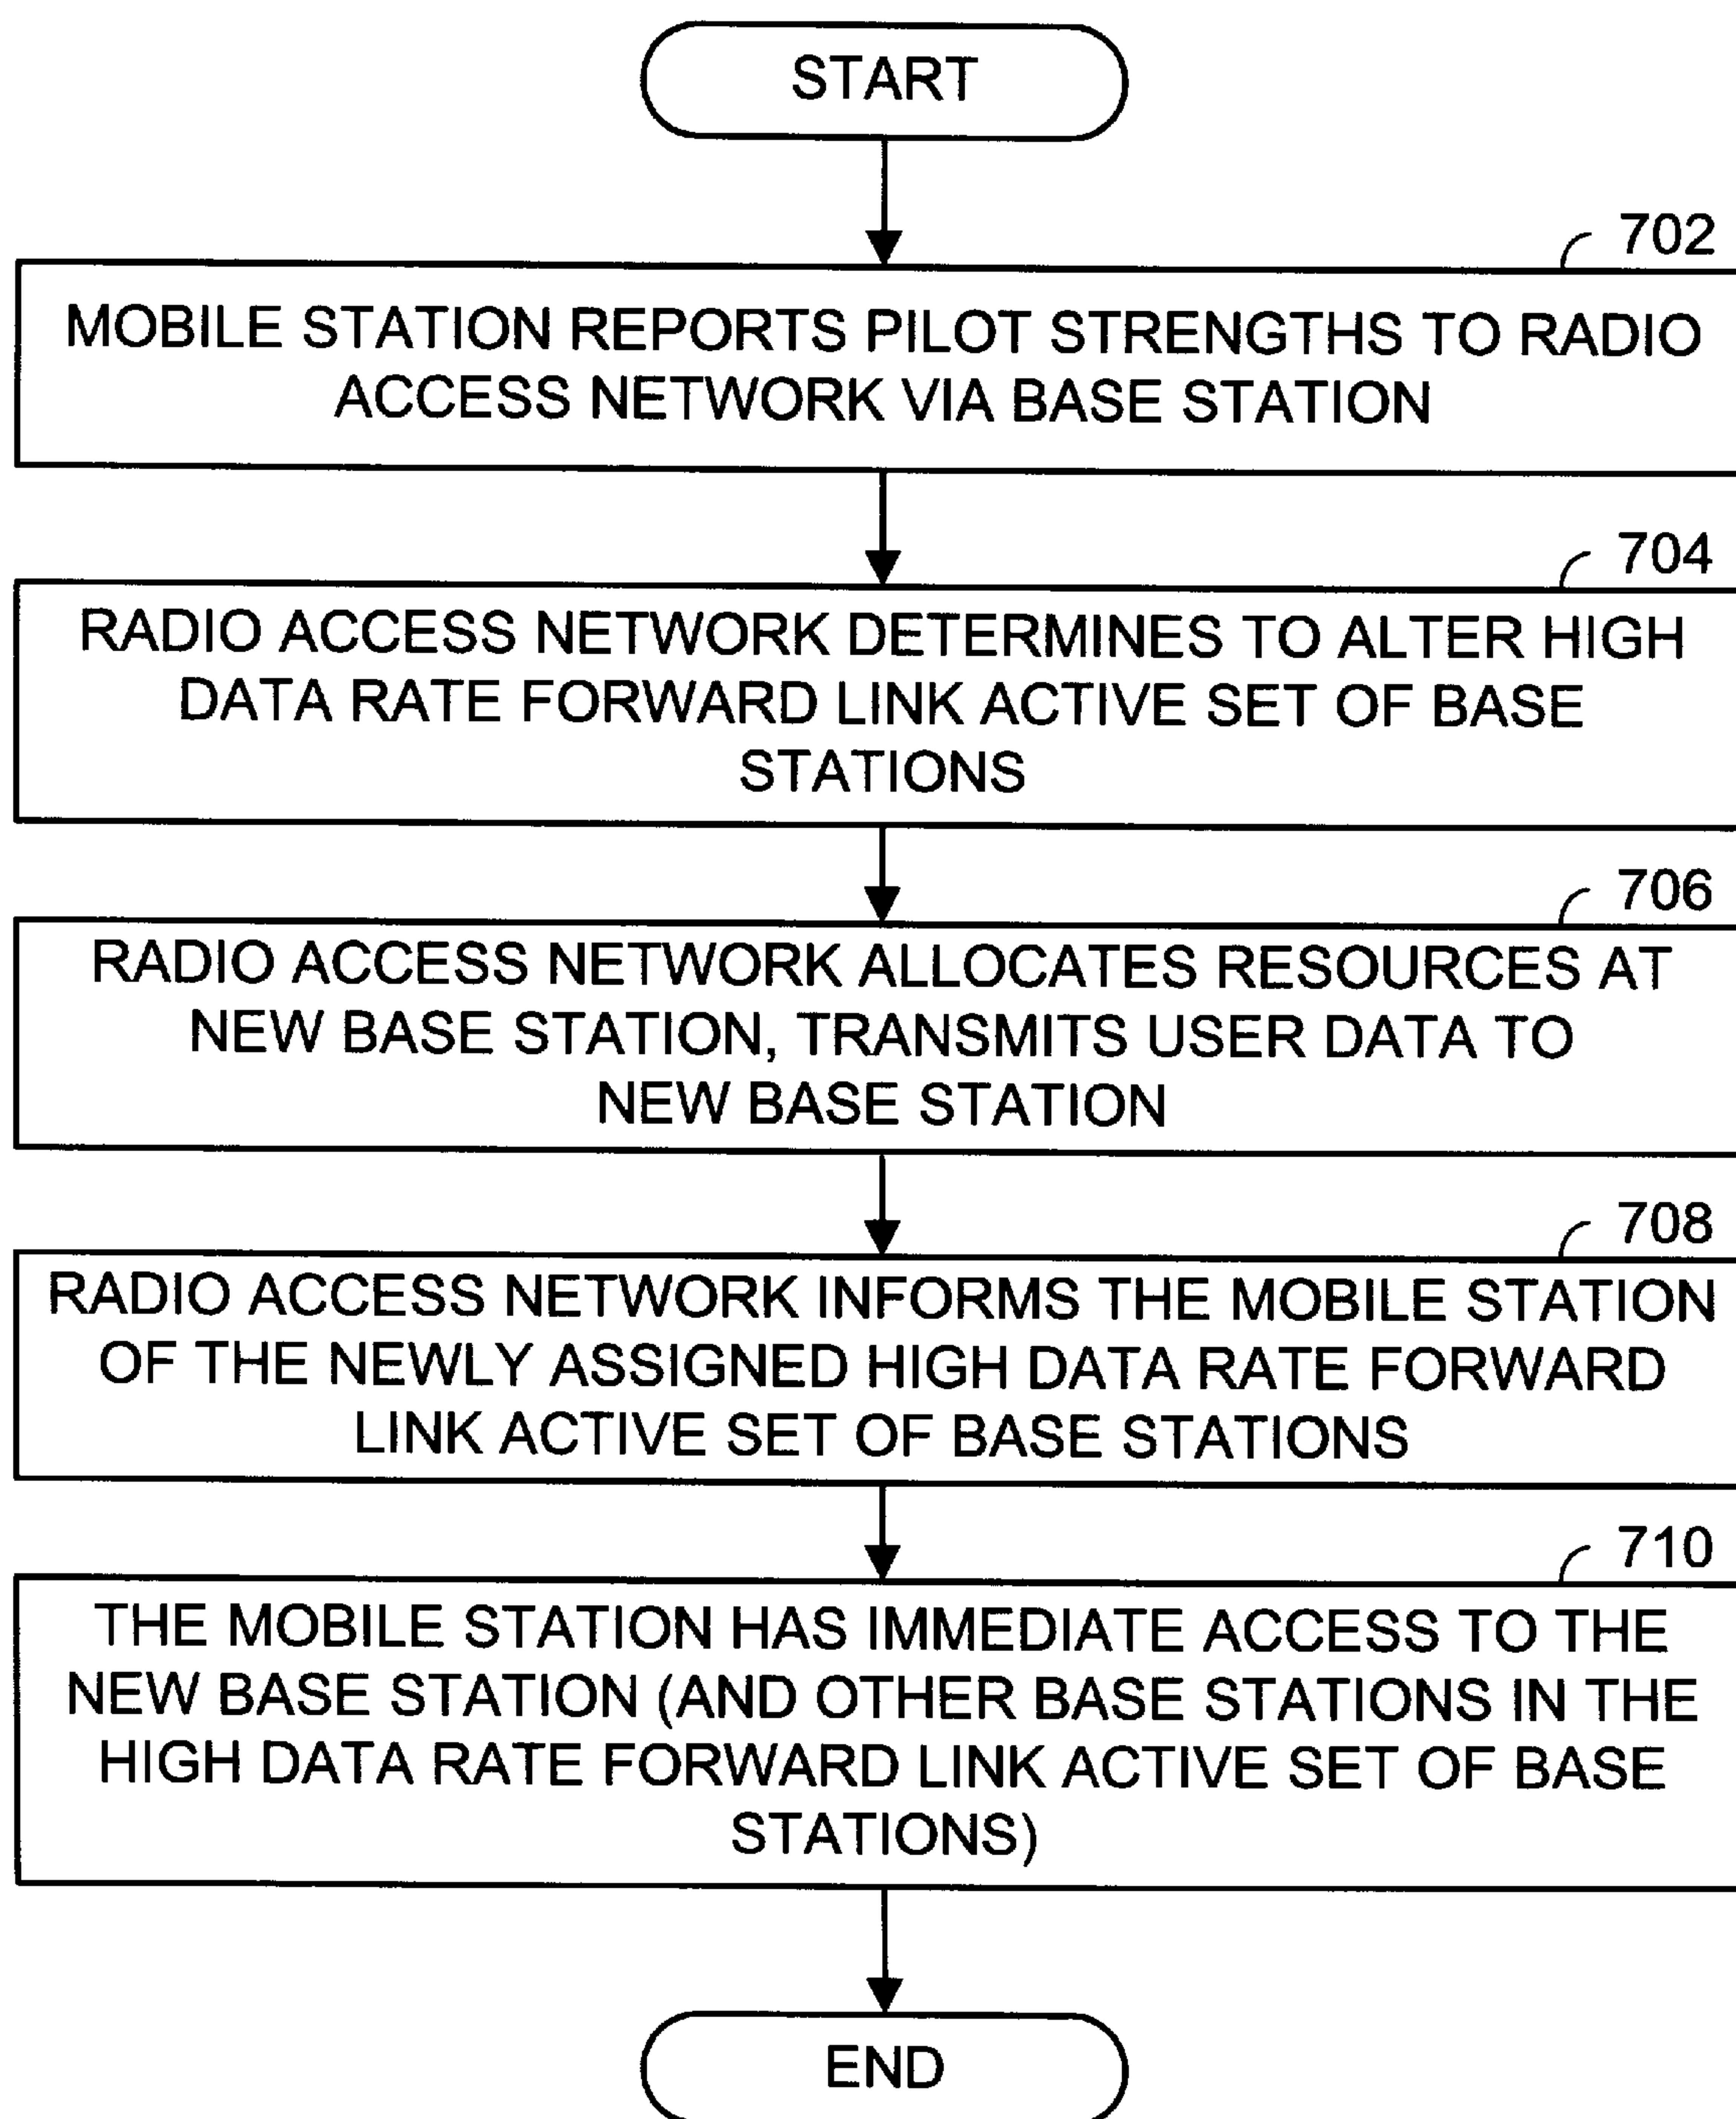 START
702
MOBILE STATION REPORTS PILOT STRENGTHS TO RADIO
ACCESS NETWORK VIA BASE STATION
704
RADIO ACCESS NETWORK DETERMINES TO ALTER HIGH
DATA RATE FORWARD LINK ACTIVE SET OF BASE
STATIONS
706
RADIO ACCESS NETWORK ALLOCATES RESOURCES AT
NEW BASE STATION, TRANSMITS USER DATA TO
NEW BASE STATION
708
RADIO ACCESS NETWORK INFORMS THE MOBILE STATION
OF THE NEWLY ASSIGNED HIGH DATA RATE FORWARD
LINK ACTIVE SET OF BASE STATIONS
710
THE MOBILE STATION HAS IMMEDIATE ACCESS TO THE
NEW BASE STATION (AND OTHER BASE STATIONS IN THE
HIGH DATA RATE FORWARD LINK ACTIVE SET OF BASE
STATIONS)
END